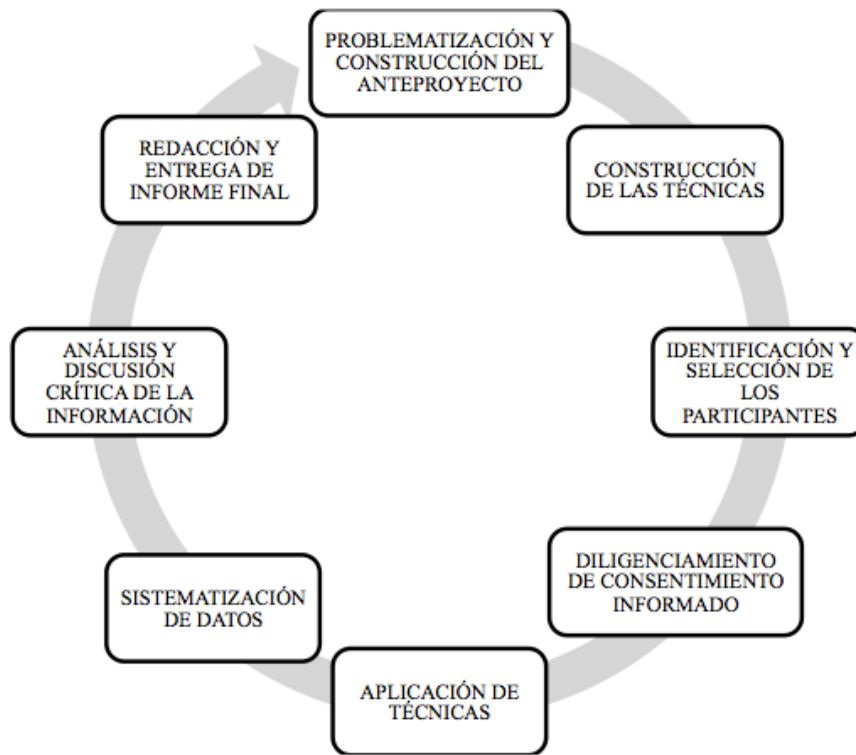 PROBLEMATIZACIÓN Y
CONSTRUCCIÓN DEL
ANTEPROYECTO
CONSTRUCCIÓN
DE LAS TÉCNICAS
IDENTIFICACIÓN Y
SELECCIÓN DE
LOS
PARTICIPANTES
DILIGENCIAMIENTO
DE CONSENTIMIENTO
INFORMADO
APLICACIÓN DE
TÉCNICAS
SISTEMATIZACIÓN
DE DATOS
ANÁLISIS Y
DISCUSIÓN
CRÍTICA DE LA
INFORMACIÓN
REDACCIÓN Y
ENTREGA DE
INFORME FINAL